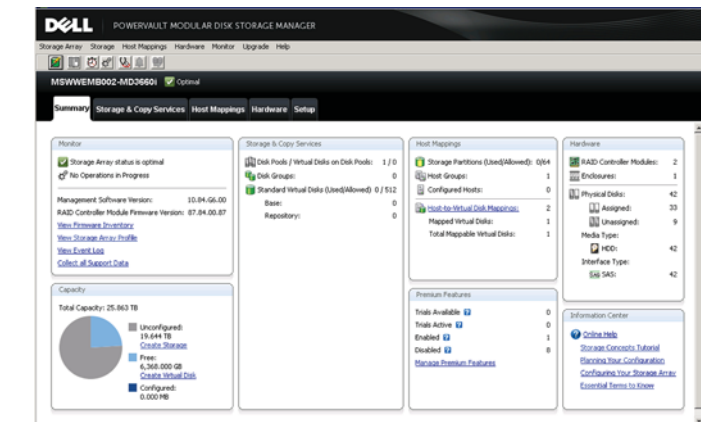 DELL POWERVAULT MODULAR DISK STORAGE MANAGER
Storage Array Storage Host Mappings Hardware Monitor Upgrade Help
MSWWEMB002-MD3660i Optimal
Summary Storage & Copy Services Host Mappings Hardware Setup
Monitor
Storage Array status is optimal
No Operations in Progress
Management Software Version: 10.84.G6.00
RAID Controller Module Firmware Version: 87.84.00.87
View Firmware Inventory
View Storage Array Profile
View Event Log
Collect all Support Data
Capacity
Total Capacity: 25.863 TB
Unconfigured:
19.644 TB
Create Storage
Free:
6,368.000 GB
Create Virtual Disk
Configured:
0.000 MB
Storage & Copy Services
Disk Pools / Virtual Disks on Disk Pools: 1 / 0
Disk Groups: 0
Standard Virtual Disks (Used/Allowed) 0 / 512
Base: 0
Repository: 0
Host Mappings
Storage Partitions (Used/Allowed): 0/64
Host Groups: 1
Configured Hosts: 0
Host-to-Virtual Disk Mappings: 2
Mapped Virtual Disks: 1
Total Mappable Virtual Disks: 1
Premium Features
Trials Available 0
Trials Active 0
Enabled 1
Disabled 8
Manage Premium Features
Hardware
RAID Controller Modules: 2
Enclosures: 1
Physical Disks: 42
Assigned: 33
Unassigned: 9
Media Type:
HDD: 42
Interface Type:
SAS: 42
Information Center
Online Help
Storage Concepts Tutorial
Planning Your Configuration
Configuring Your Storage Array
Essential Terms to Know